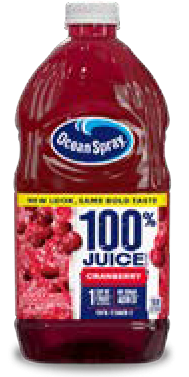 Ocean Spray
NEW LOOK, SAME BOLD TASTE
100%
JUICE
CRANBERRY